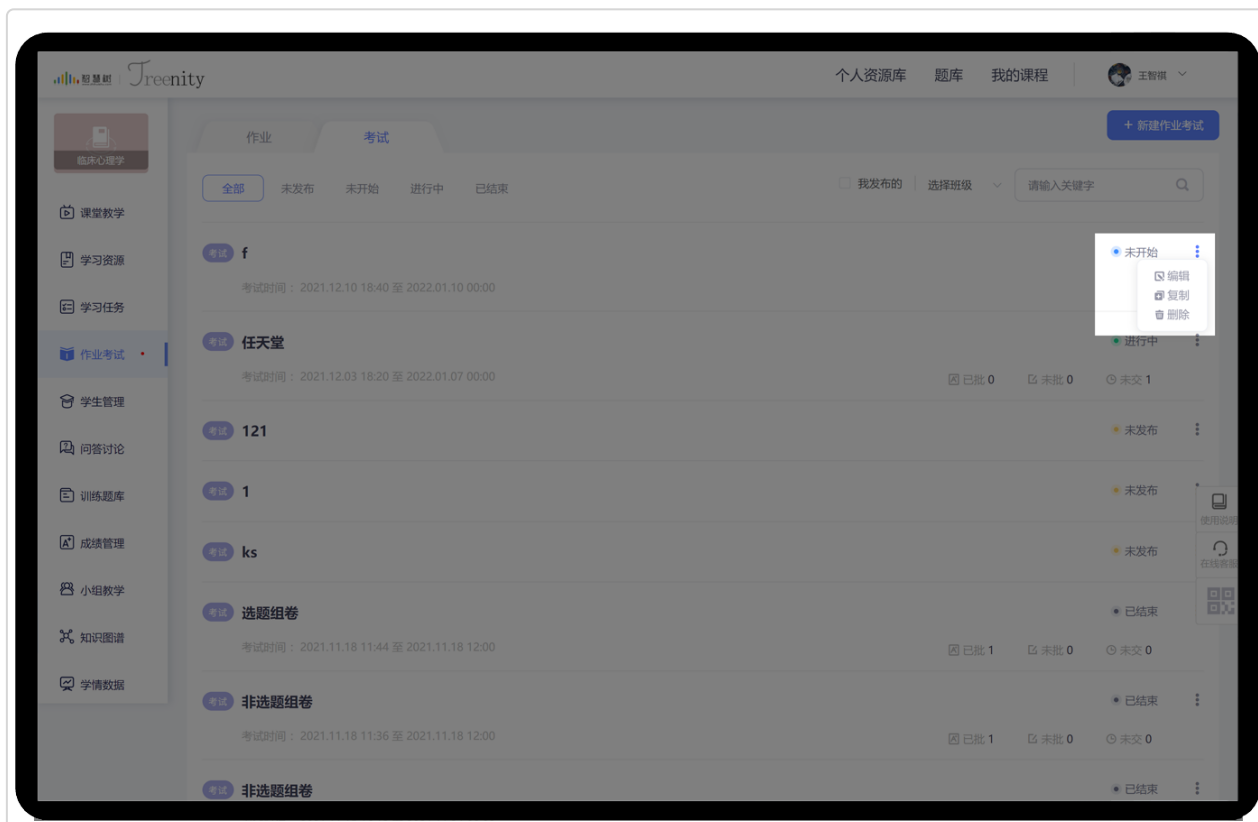 智慧树 Treenity
个人资源库 题库 我的课程 王智祺
临床心理学
作业 考试 + 新建作业考试
全部 未发布 未开始 进行中 已结束 我发布的 选择班级 请输入关键字
课堂教学
学习资源
学习任务
作业考试
学生管理
问答讨论
训练题库
成绩管理
小组教学
知识图谱
学情数据
考试 f 未开始
考试时间： 2021.12.10 18:40 至 2022.01.10 00:00
编辑
复制
删除
考试 任天堂 进行中
考试时间： 2021.12.03 18:20 至 2022.01.07 00:00 已批 0 未批 0 未交 1
考试 121 未发布
考试 1 未发布
考试 ks 未发布
考试 选题组卷 已结束
考试时间： 2021.11.18 11:44 至 2021.11.18 12:00 已批 1 未批 0 未交 0
考试 非选题组卷 已结束
考试时间： 2021.11.18 11:36 至 2021.11.18 12:00 已批 1 未批 0 未交 0
考试 非选题组卷 已结束
使用说明
在线客服